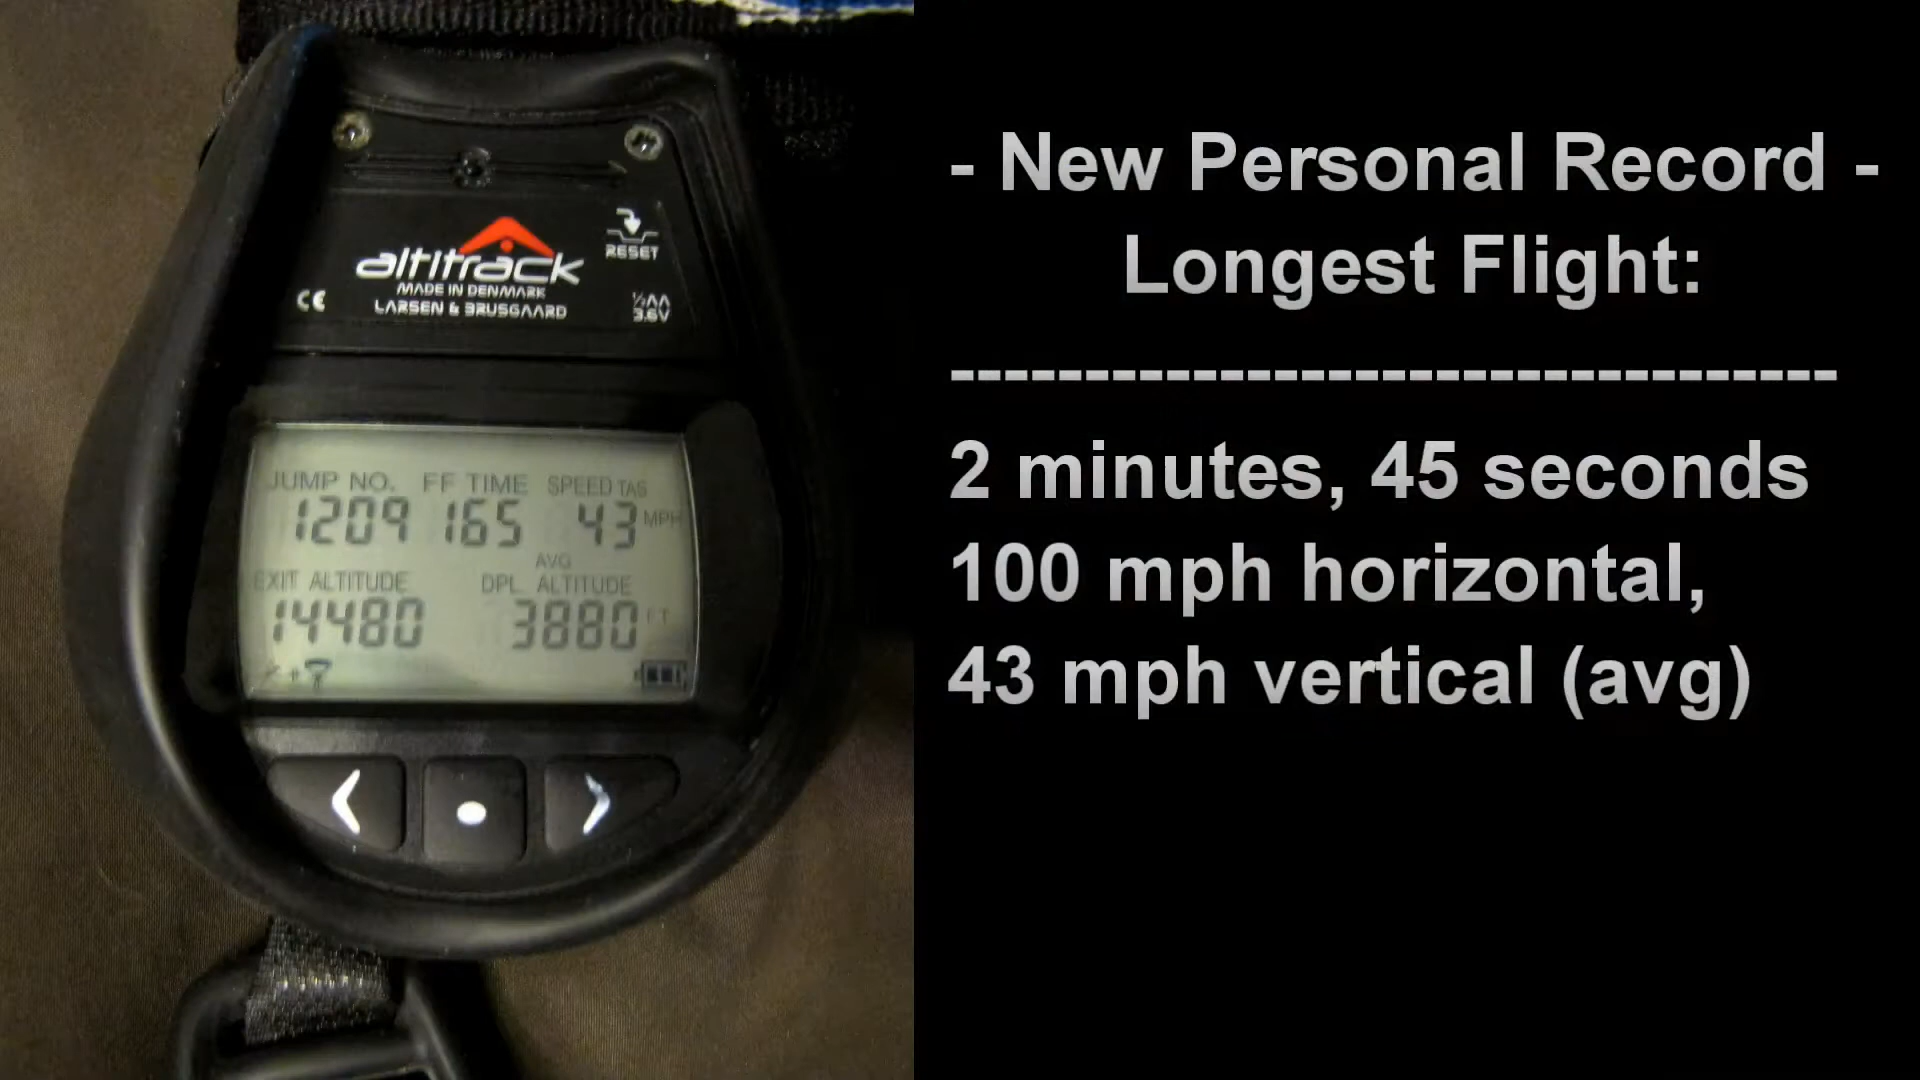 altitrack
MADE IN DENMARK
LARSEN & BRUSGAARD
CE
RESET
½AA
3.6V
JUMP NO. FF TIME SPEED TAS
1209 165 43 MPH
AVG
EXIT ALTITUDE DPL ALTITUDE
14480 3880 FT
- New Personal Record -
Longest Flight:
---------------------------------
2 minutes, 45 seconds
100 mph horizontal,
43 mph vertical (avg)